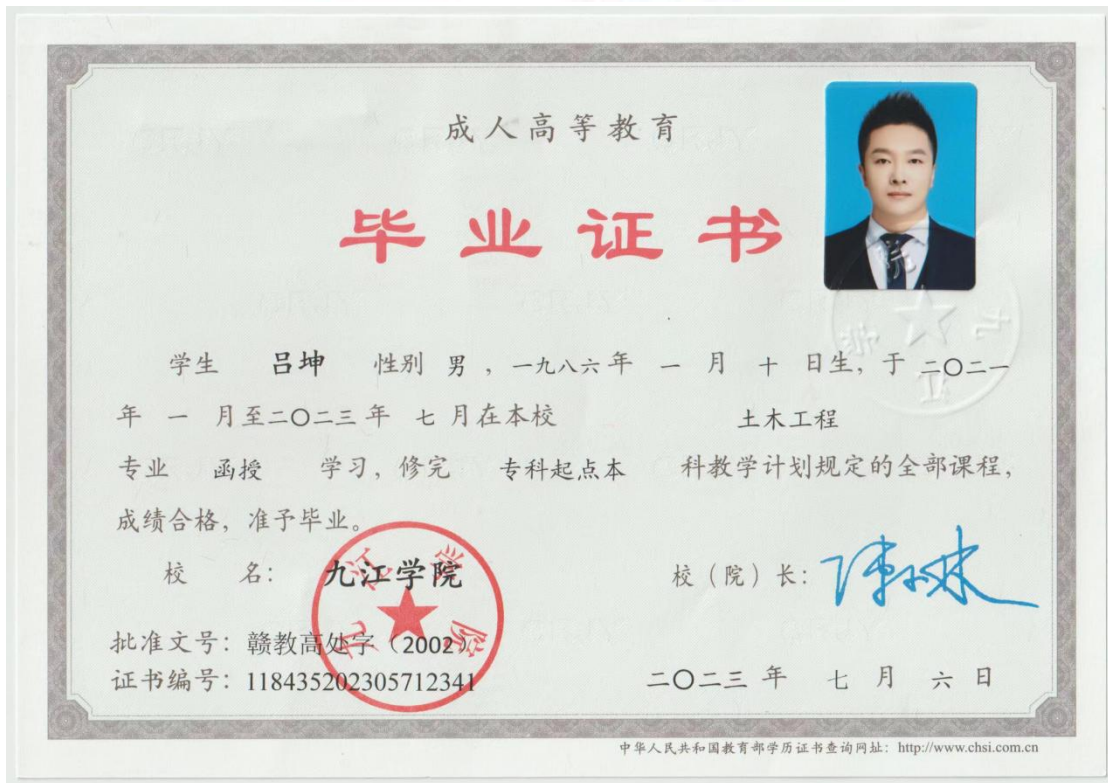 成人高等教育
毕业证书
学生 吕坤 性别 男，一九八六年 一 月 十 日生，于 二〇二一
年 一 月至二〇二三年 七 月在本校 土木工程
专业 函授 学习，修完 专科起点本 科教学计划规定的全部课程，
成绩合格，准予毕业。
校 名：九江学院 校（院）长：
九江学院
批准文号：赣教高处字（2002）
证书编号：118435202305712341 二〇二三 年 七 月 六 日
中华人民共和国教育部学历证书查询网址：http://www.chsi.com.cn